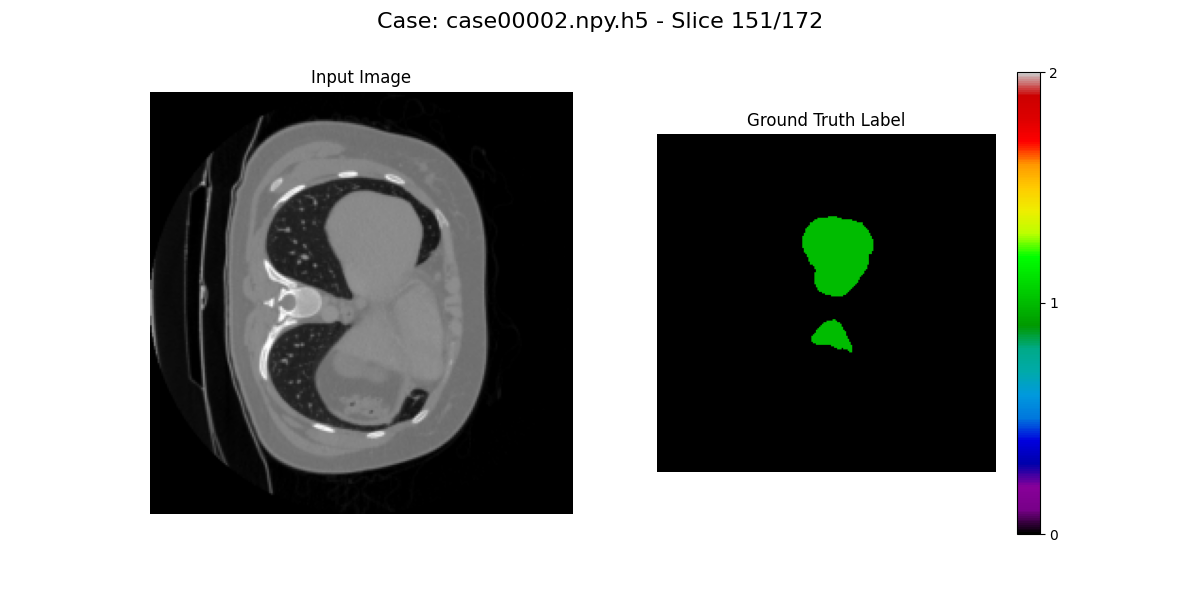 Case: case00002.npy.h5 - Slice 151/172
Input Image
Ground Truth Label
2
1
0